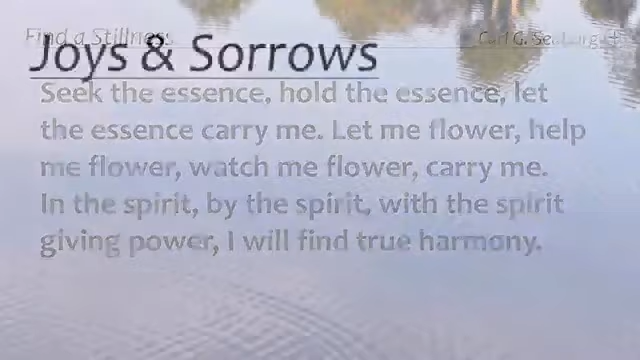 Find a Stillness
Carl G. Seaburg
Joys & Sorrows
Seek the essence, hold the essence, let
the essence carry me. Let me flower, help
me flower, watch me flower, carry me.
In the spirit, by the spirit, with the spirit
giving power, I will find true harmony.